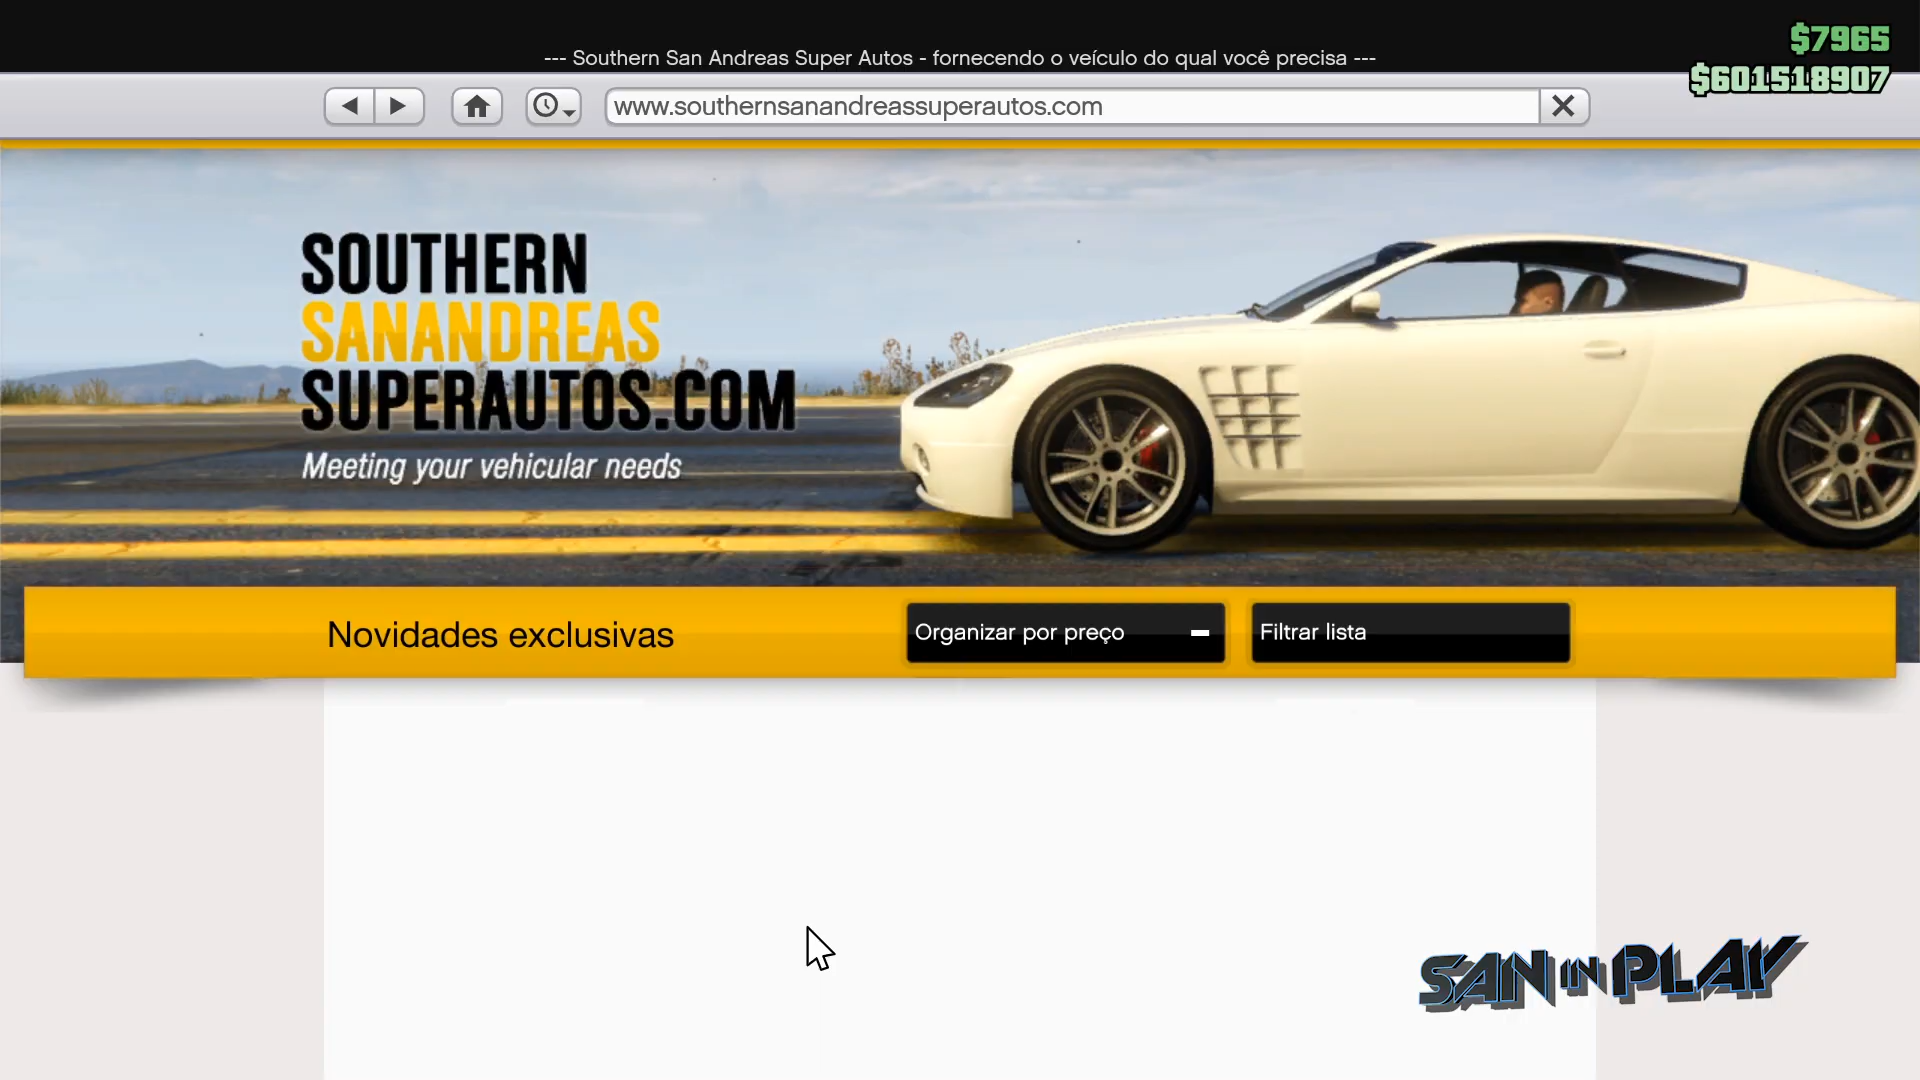 $7965
--- Southern San Andreas Super Autos - fornecendo o veículo do qual você precisa ---
$601518907
www.southernsanandreassuperautos.com
SOUTHERN
SANANDREAS
SUPERAUTOS.COM
Meeting your vehicular needs
Novidades exclusivas
Organizar por preço
Filtrar lista
SAN IN PLAY